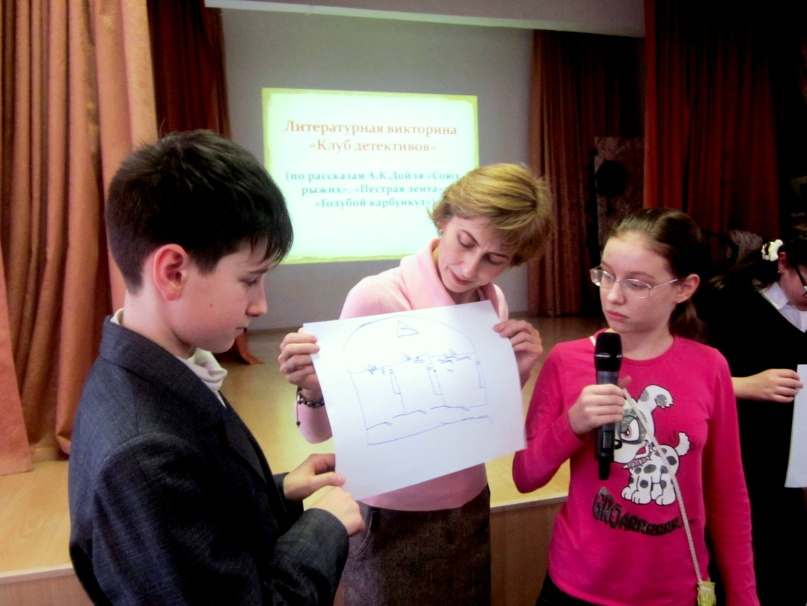 Литературная викторина
«Клуб детективов»
(по рассказам А.К.Дойля «Союз
рыжих», «Пестрая лента»,
«Голубой карбункул»)